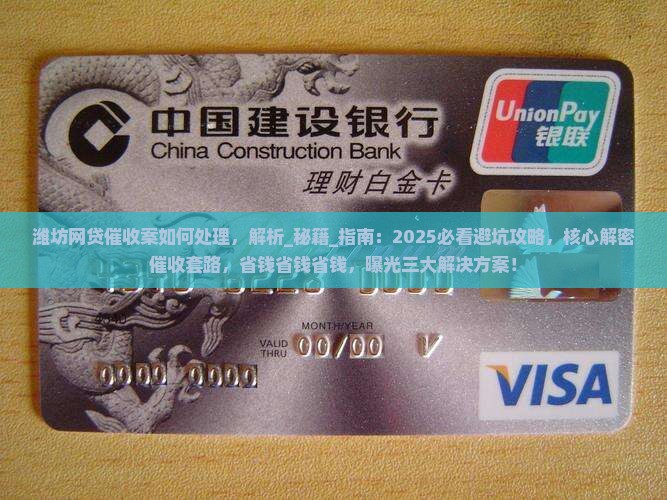 中国建设银行
China Construction Bank
理财白金卡
UnionPay
银联
潍坊网贷催收案如何处理，解析_秘籍_指南：2025必看避坑攻略，核心解密
催收套路，省钱省钱省钱，曝光三大解决方案！
MONTH/YEAR
VALID
THRU
00/00 V
0000 0000
VISA